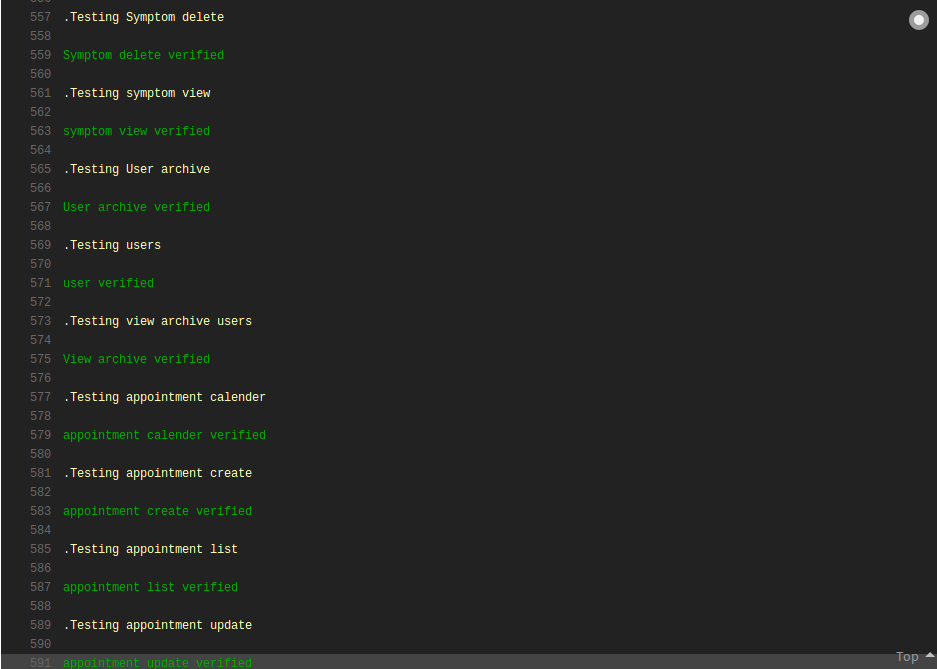 557 .Testing Symptom delete
558
559 Symptom delete verified
560
561 .Testing symptom view
562
563 symptom view verified
564
565 .Testing User archive
566
567 User archive verified
568
569 .Testing users
570
571 user verified
572
573 .Testing view archive users
574
575 View archive verified
576
577 .Testing appointment calender
578
579 appointment calender verified
580
581 .Testing appointment create
582
583 appointment create verified
584
585 .Testing appointment list
586
587 appointment list verified
588
589 .Testing appointment update
590
591 appointment update verified
Top